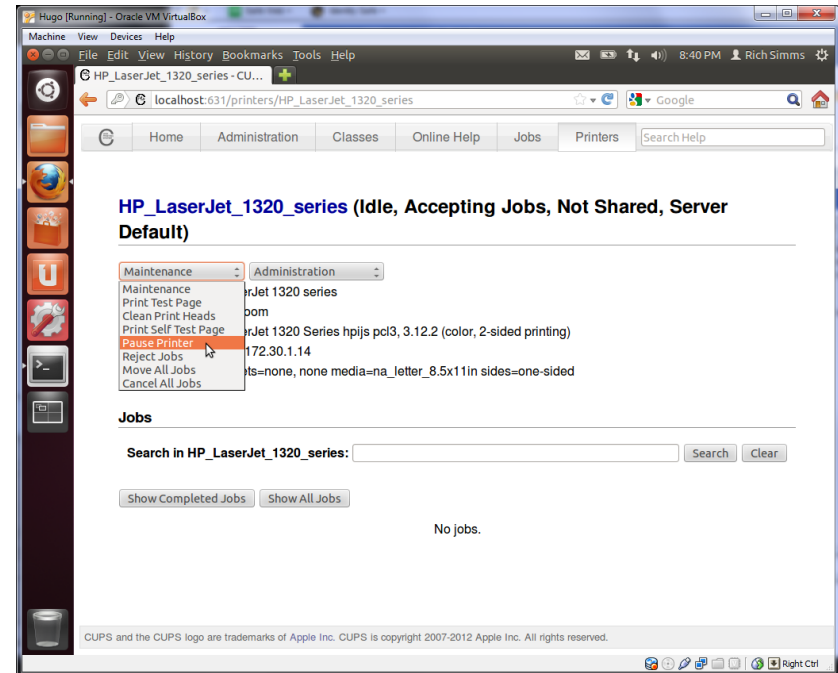 Hugo [Running] - Oracle VM VirtualBox
Machine View Devices Help
File Edit View History Bookmarks Tools Help 8:40 PM Rich Simms
HP_LaserJet_1320_series - CU...
localhost:631/printers/HP_LaserJet_1320_series Google
Home Administration Classes Online Help Jobs Printers Search Help
HP_LaserJet_1320_series (Idle, Accepting Jobs, Not Shared, Server
Default)
Maintenance Administration
Maintenance erJet 1320 series
Print Test Page
Clean Print Heads oom
Print Self Test Page erJet 1320 Series hpijs pcl3, 3.12.2 (color, 2-sided printing)
Pause Printer 172.30.1.14
Reject Jobs
Move All Jobs ets=none, none media=na_letter_8.5x11in sides=one-sided
Cancel All Jobs
Jobs
Search in HP_LaserJet_1320_series: Search Clear
Show Completed Jobs Show All Jobs
No jobs.
CUPS and the CUPS logo are trademarks of Apple Inc. CUPS is copyright 2007-2012 Apple Inc. All rights reserved.
Right Ctrl